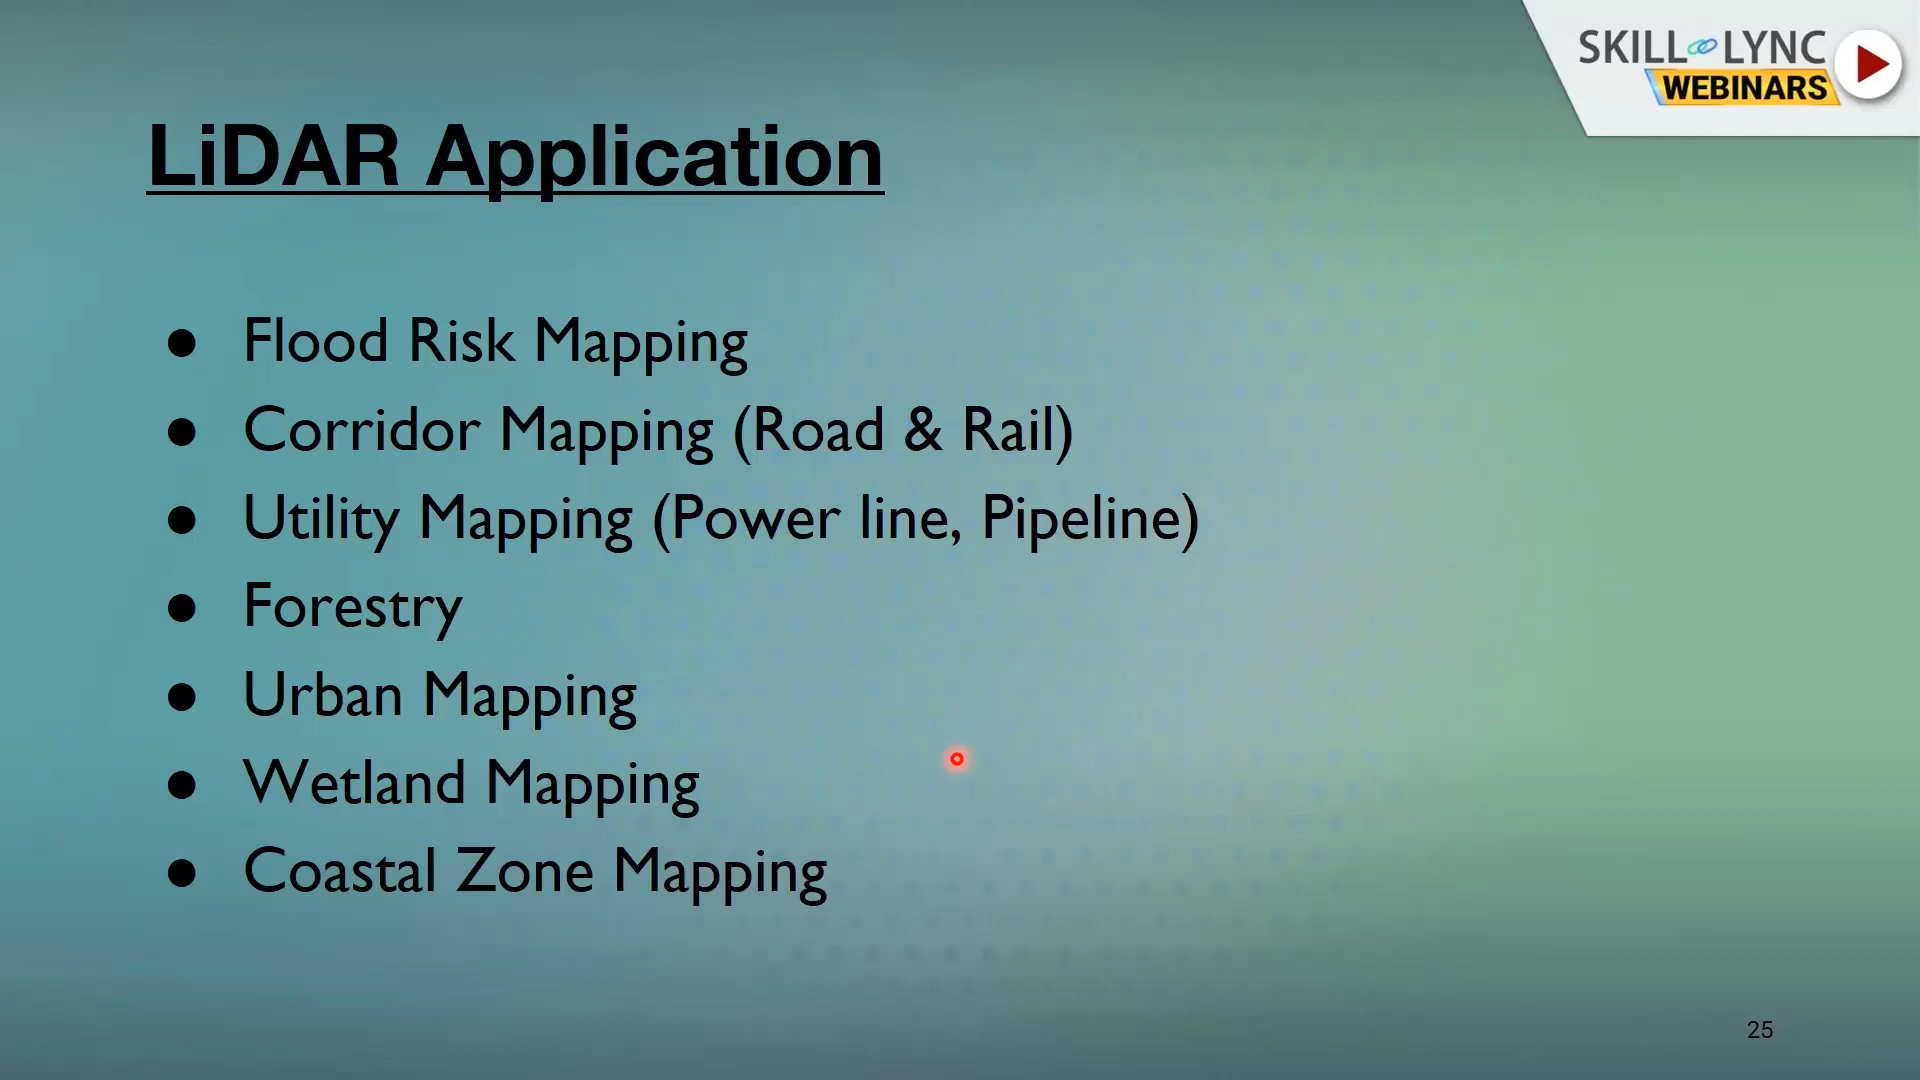 SKILL LYNC
WEBINARS
LiDAR Application
● Flood Risk Mapping
● Corridor Mapping (Road & Rail)
● Utility Mapping (Power line, Pipeline)
● Forestry
● Urban Mapping
● Wetland Mapping
● Coastal Zone Mapping
25